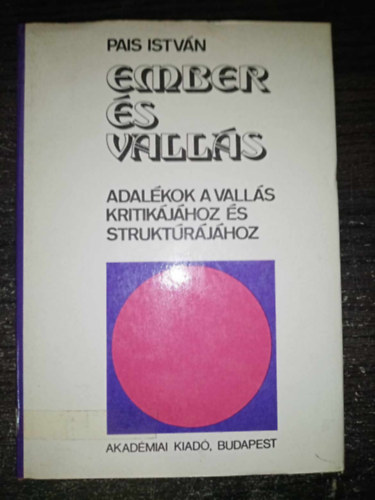 PAIS ISTVÁN
EMBER
ÉS
VALLÁS
ADALÉKOK A VALLÁS
KRITIKÁJÁHOZ ÉS
STRUKTÚRÁJÁHOZ
AKADÉMIAI KIADÓ, BUDAPEST